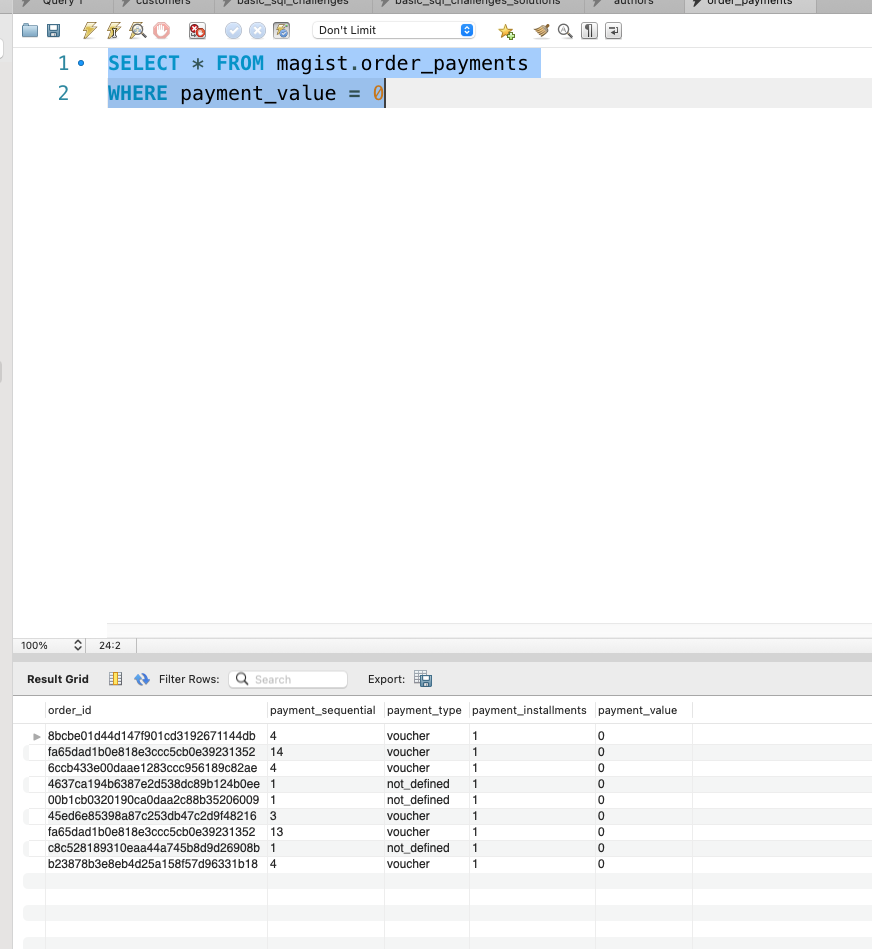 Query 1 customers basic_sql_challenges basic_sql_challenges_solutions authors order_payments
Don't Limit
1 SELECT * FROM magist.order_payments
2 WHERE payment_value = 0
100% 24:2
Result Grid Filter Rows: Search Export:
order_id payment_sequential payment_type payment_installments payment_value
8bcbe01d44d147f901cd3192671144db 4 voucher 1 0
fa65dad1b0e818e3ccc5cb0e39231352 14 voucher 1 0
6ccb433e00daae1283ccc956189c82ae 4 voucher 1 0
4637ca194b6387e2d538dc89b124b0ee 1 not_defined 1 0
00b1cb0320190ca0daa2c88b35206009 1 not_defined 1 0
45ed6e85398a87c253db47c2d9f48216 3 voucher 1 0
fa65dad1b0e818e3ccc5cb0e39231352 13 voucher 1 0
c8c528189310eaa44a745b8d9d26908b 1 not_defined 1 0
b23878b3e8eb4d25a158f57d96331b18 4 voucher 1 0